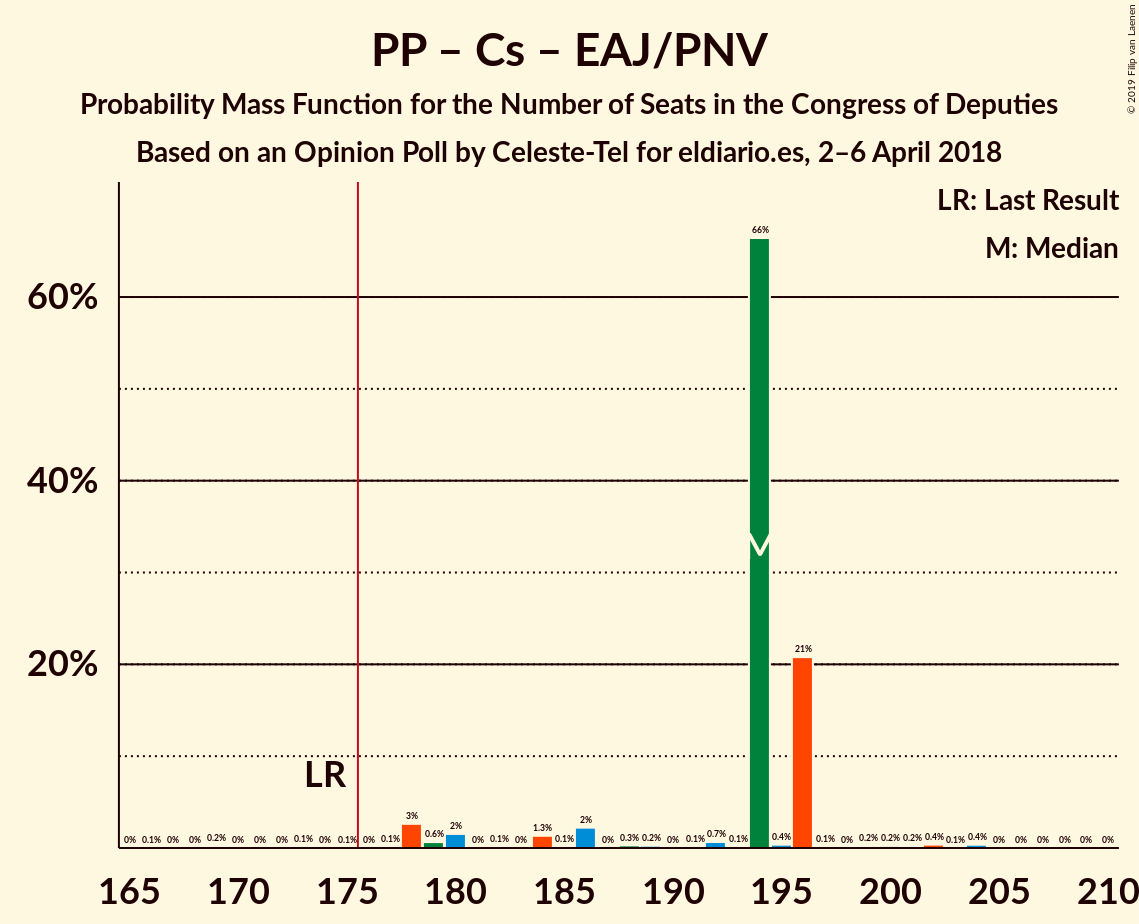 PP – Cs – EAJ/PNV
Probability Mass Function for the Number of Seats in the Congress of Deputies
Based on an Opinion Poll by Celeste-Tel for eldiario.es, 2–6 April 2018
© 2019 Filip van Laenen
LR: Last Result
M: Median
60%
40%
20%
LR
M
0% 0.1% 0% 0% 0.2% 0% 0% 0% 0.1% 0% 0.1% 0% 0.1% 3% 0.6% 2% 0% 0.1% 0% 1.3% 0.1% 2% 0% 0.3% 0.2% 0% 0.1% 0.7% 0.1% 66% 0.4% 21% 0.1% 0% 0.2% 0.2% 0.2% 0.4% 0.1% 0.4% 0% 0% 0% 0% 0% 0%
165 170 175 180 185 190 195 200 205 210